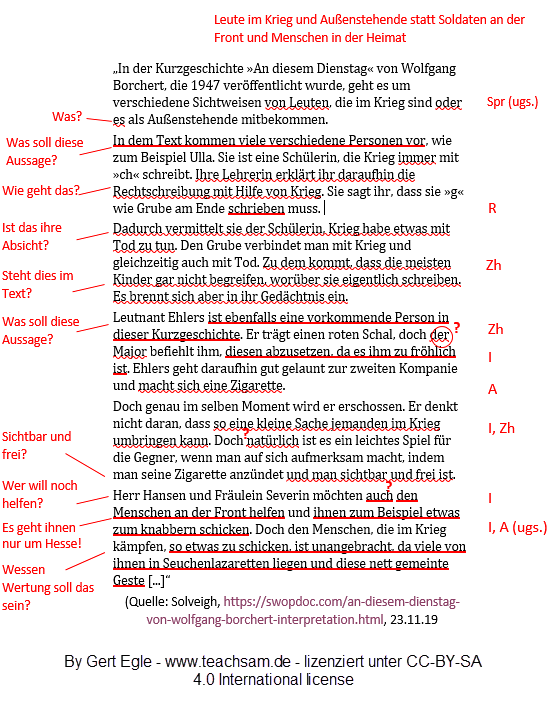 Leute im Krieg und Außenstehende statt Soldaten an der
Front und Menschen in der Heimat
„In der Kurzgeschichte »An diesem Dienstag« von Wolfgang
Borchert, die 1947 veröffentlicht wurde, geht es um
verschiedene Sichtweisen von Leuten, die im Krieg sind oder
Spr (ugs.)
Was?
es als Außenstehende mitbekommen.
Was soll diese
Aussage?
In dem Text kommen viele verschiedene Personen vor, wie
zum Beispiel Ulla. Sie ist eine Schülerin, die Krieg immer mit
»ch« schreibt. Ihre Lehrerin erklärt ihr daraufhin die
Wie geht das?
Rechtschreibung mit Hilfe von Krieg. Sie sagt ihr, dass sie »g«
wie Grube am Ende schrieben muss.
R
Ist das ihre
Absicht?
Dadurch vermittelt sie der Schülerin, Krieg habe etwas mit
Tod zu tun. Den Grube verbindet man mit Krieg und
gleichzeitig auch mit Tod. Zu dem kommt, dass die meisten
Zh
Steht dies im
Text?
Kinder gar nicht begreifen, worüber sie eigentlich schreiben.
Es brennt sich aber in ihr Gedächtnis ein.
Was soll diese
Aussage?
Leutnant Ehlers ist ebenfalls eine vorkommende Person in
dieser Kurzgeschichte. Er trägt einen roten Schal, doch der
?
Zh
Major befiehlt ihm, diesen abzusetzen, da es ihm zu fröhlich
I
ist. Ehlers geht daraufhin gut gelaunt zur zweiten Kompanie
und macht sich eine Zigarette.
A
Doch genau im selben Moment wird er erschossen. Er denkt
nicht daran, dass so eine kleine Sache jemanden im Krieg
I, Zh
umbringen kann. Doch natürlich ist es ein leichtes Spiel für
?
Sichtbar und
frei?
die Gegner, wenn man auf sich aufmerksam macht, indem
man seine Zigarette anzündet und man sichtbar und frei ist.
Wer will noch
helfen?
?
Herr Hansen und Fräulein Severin möchten auch den
I
Menschen an der Front helfen und ihnen zum Beispiel etwas
Es geht ihnen
nur um Hesse!
zum knabbern schicken. Doch den Menschen, die im Krieg
I, A (ugs.)
kämpfen, so etwas zu schicken, ist unangebracht, da viele von
Wessen
Wertung soll das
sein?
ihnen in Seuchenlazaretten liegen und diese nett gemeinte
Geste [...]“
(Quelle: Solveigh, https://swopdoc.com/an-diesem-dienstag-
von-wolfgang-borchert-interpretation.html, 23.11.19
By Gert Egle - www.teachsam.de - lizenziert unter CC-BY-SA
4.0 International license